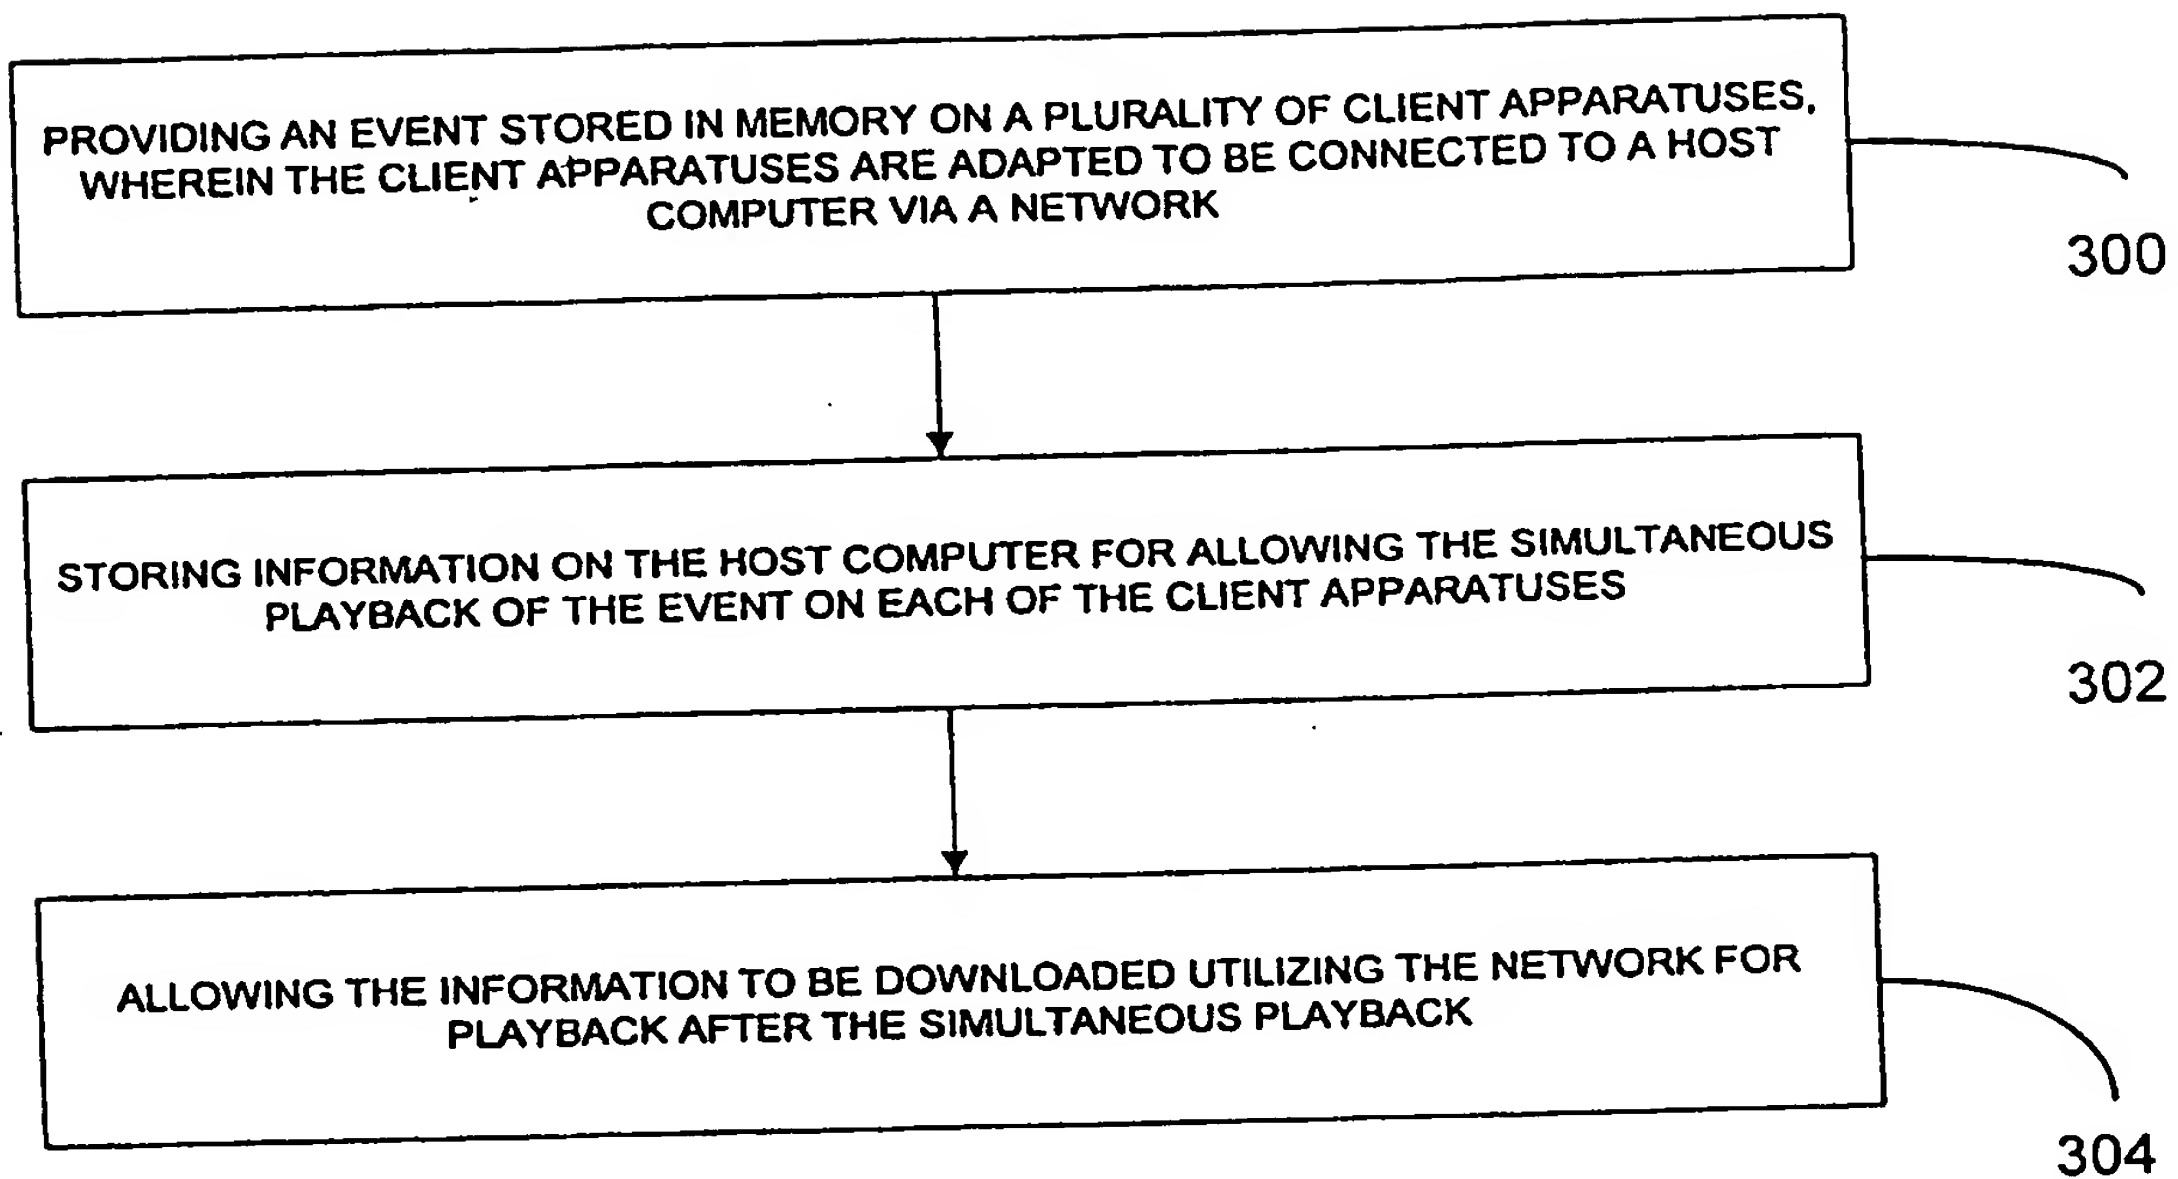 PROVIDING AN EVENT STORED IN MEMORY ON A PLURALITY OF CLIENT APPARATUSES,
WHEREIN THE CLIENT APPARATUSES ARE ADAPTED TO BE CONNECTED TO A HOST
COMPUTER VIA A NETWORK
300
STORING INFORMATION ON THE HOST COMPUTER FOR ALLOWING THE SIMULTANEOUS
PLAYBACK OF THE EVENT ON EACH OF THE CLIENT APPARATUSES
302
ALLOWING THE INFORMATION TO BE DOWNLOADED UTILIZING THE NETWORK FOR
PLAYBACK AFTER THE SIMULTANEOUS PLAYBACK
304